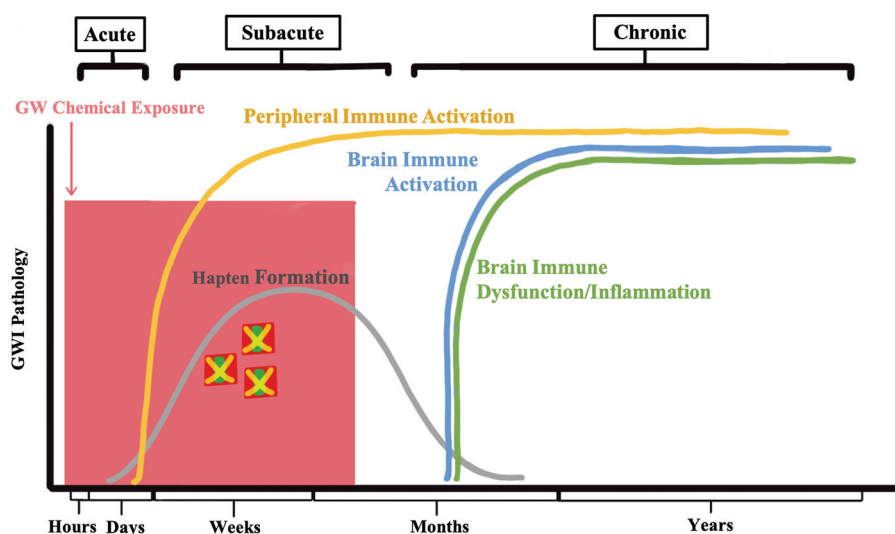 Acute
Subacute
Chronic
GW Chemical Exposure
Peripheral Immune Activation
Brain Immune
Activation
Hapten Formation
Brain Immune
Dysfunction/Inflammation
GWI Pathology
Hours
Days
Weeks
Months
Years